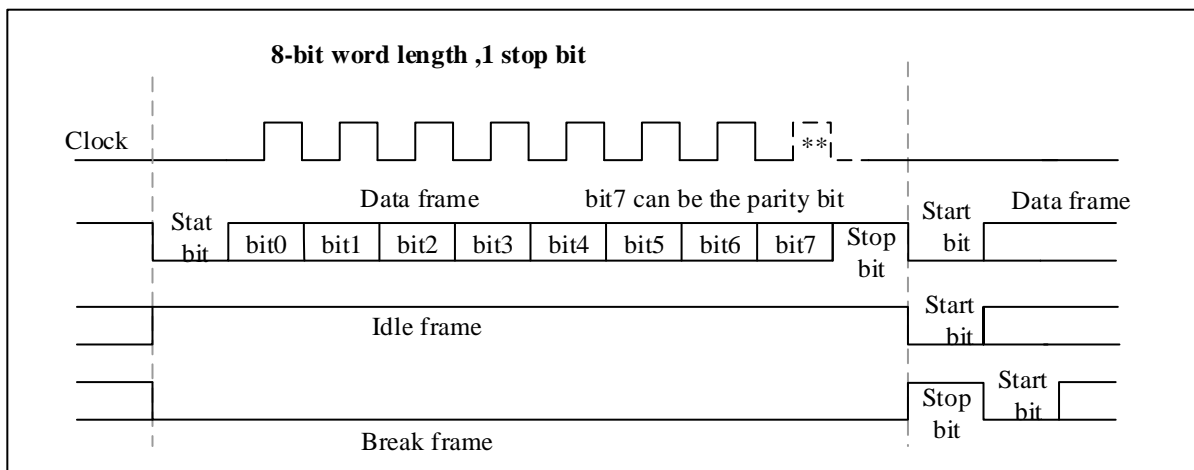 8-bit word length ,1 stop bit
Clock
**
Data frame
bit7 can be the parity bit
Data frame
Stat
bit
bit0
bit1
bit2
bit3
bit4
bit5
bit6
bit7
Stop
bit
Start
bit
Idle frame
Start
bit
Break frame
Stop
bit
Start
bit